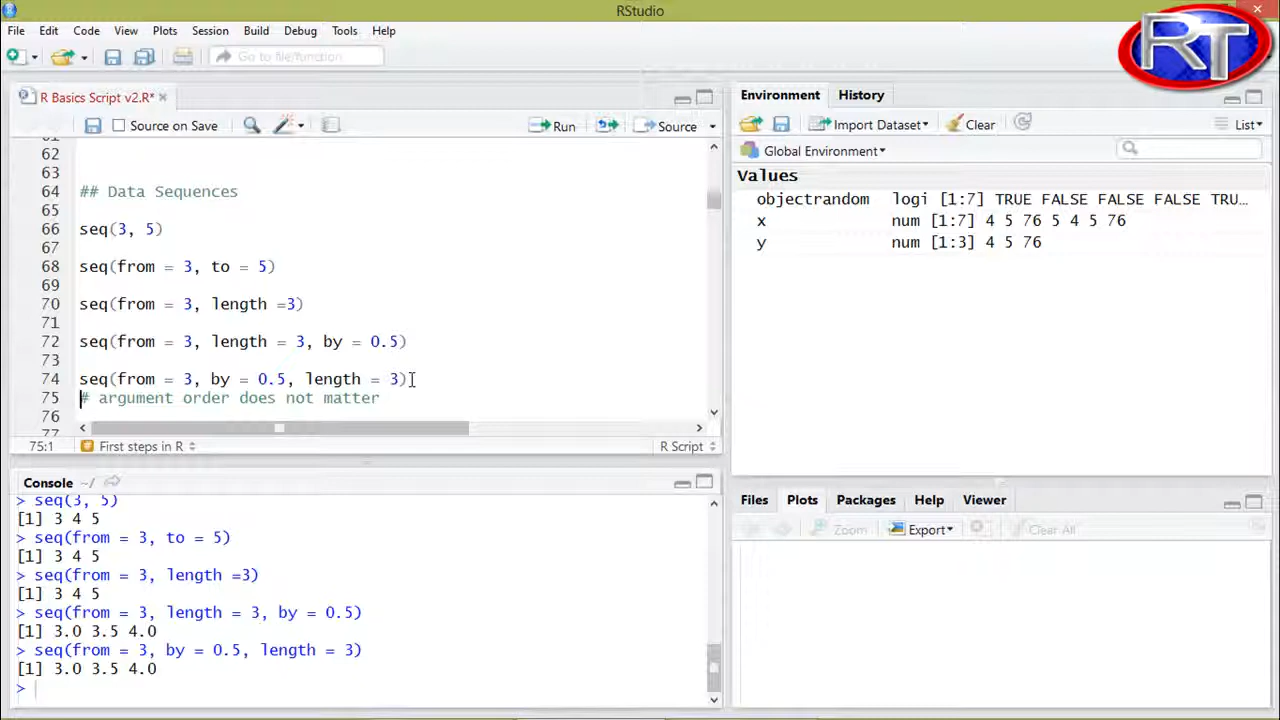 RStudio
RT
File Edit Code View Plots Session Build Debug Tools Help
Go to file/function
R Basics Script v2.R*
Source on Save Run Source
62
63
64 ## Data Sequences
65
66 seq(3, 5)
67
68 seq(from = 3, to = 5)
69
70 seq(from = 3, length =3)
71
72 seq(from = 3, length = 3, by = 0.5)
73
74 seq(from = 3, by = 0.5, length = 3)
75 # argument order does not matter
76
77
75:1 First steps in R R Script
Console ~/
> seq(3, 5)
[1] 3 4 5
> seq(from = 3, to = 5)
[1] 3 4 5
> seq(from = 3, length =3)
[1] 3 4 5
> seq(from = 3, length = 3, by = 0.5)
[1] 3.0 3.5 4.0
> seq(from = 3, by = 0.5, length = 3)
[1] 3.0 3.5 4.0
>
Environment History
Import Dataset Clear List
Global Environment
Values
objectrandom logi [1:7] TRUE FALSE FALSE FALSE TRU…
x num [1:7] 4 5 76 5 4 5 76
y num [1:3] 4 5 76
Files Plots Packages Help Viewer
Zoom Export Clear All